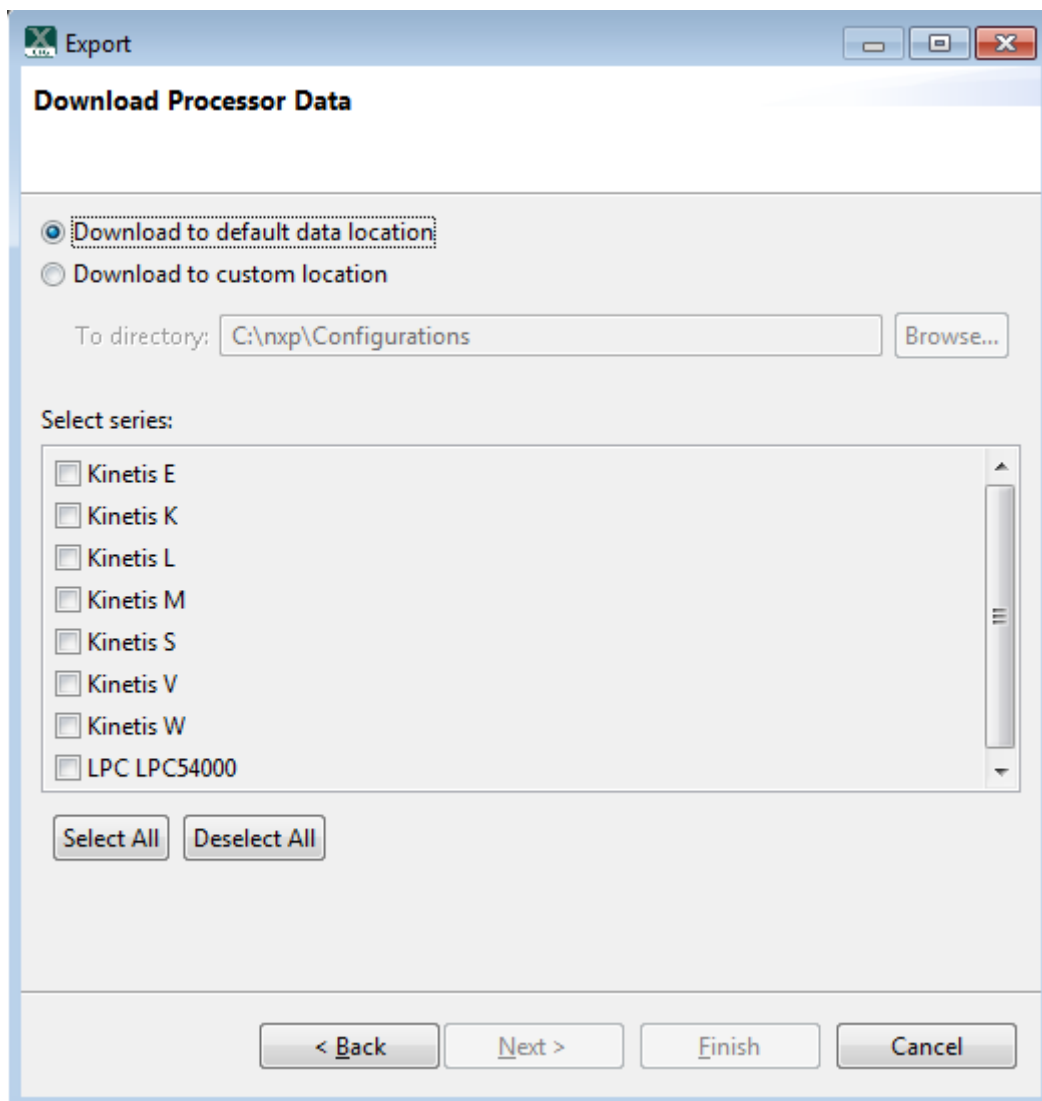 Export
Download Processor Data
Download to default data location
Download to custom location
To directory: C:\nxp\Configurations Browse...
Select series:
Kinetis E
Kinetis K
Kinetis L
Kinetis M
Kinetis S
Kinetis V
Kinetis W
LPC LPC54000
Select All Deselect All
< Back Next > Finish Cancel